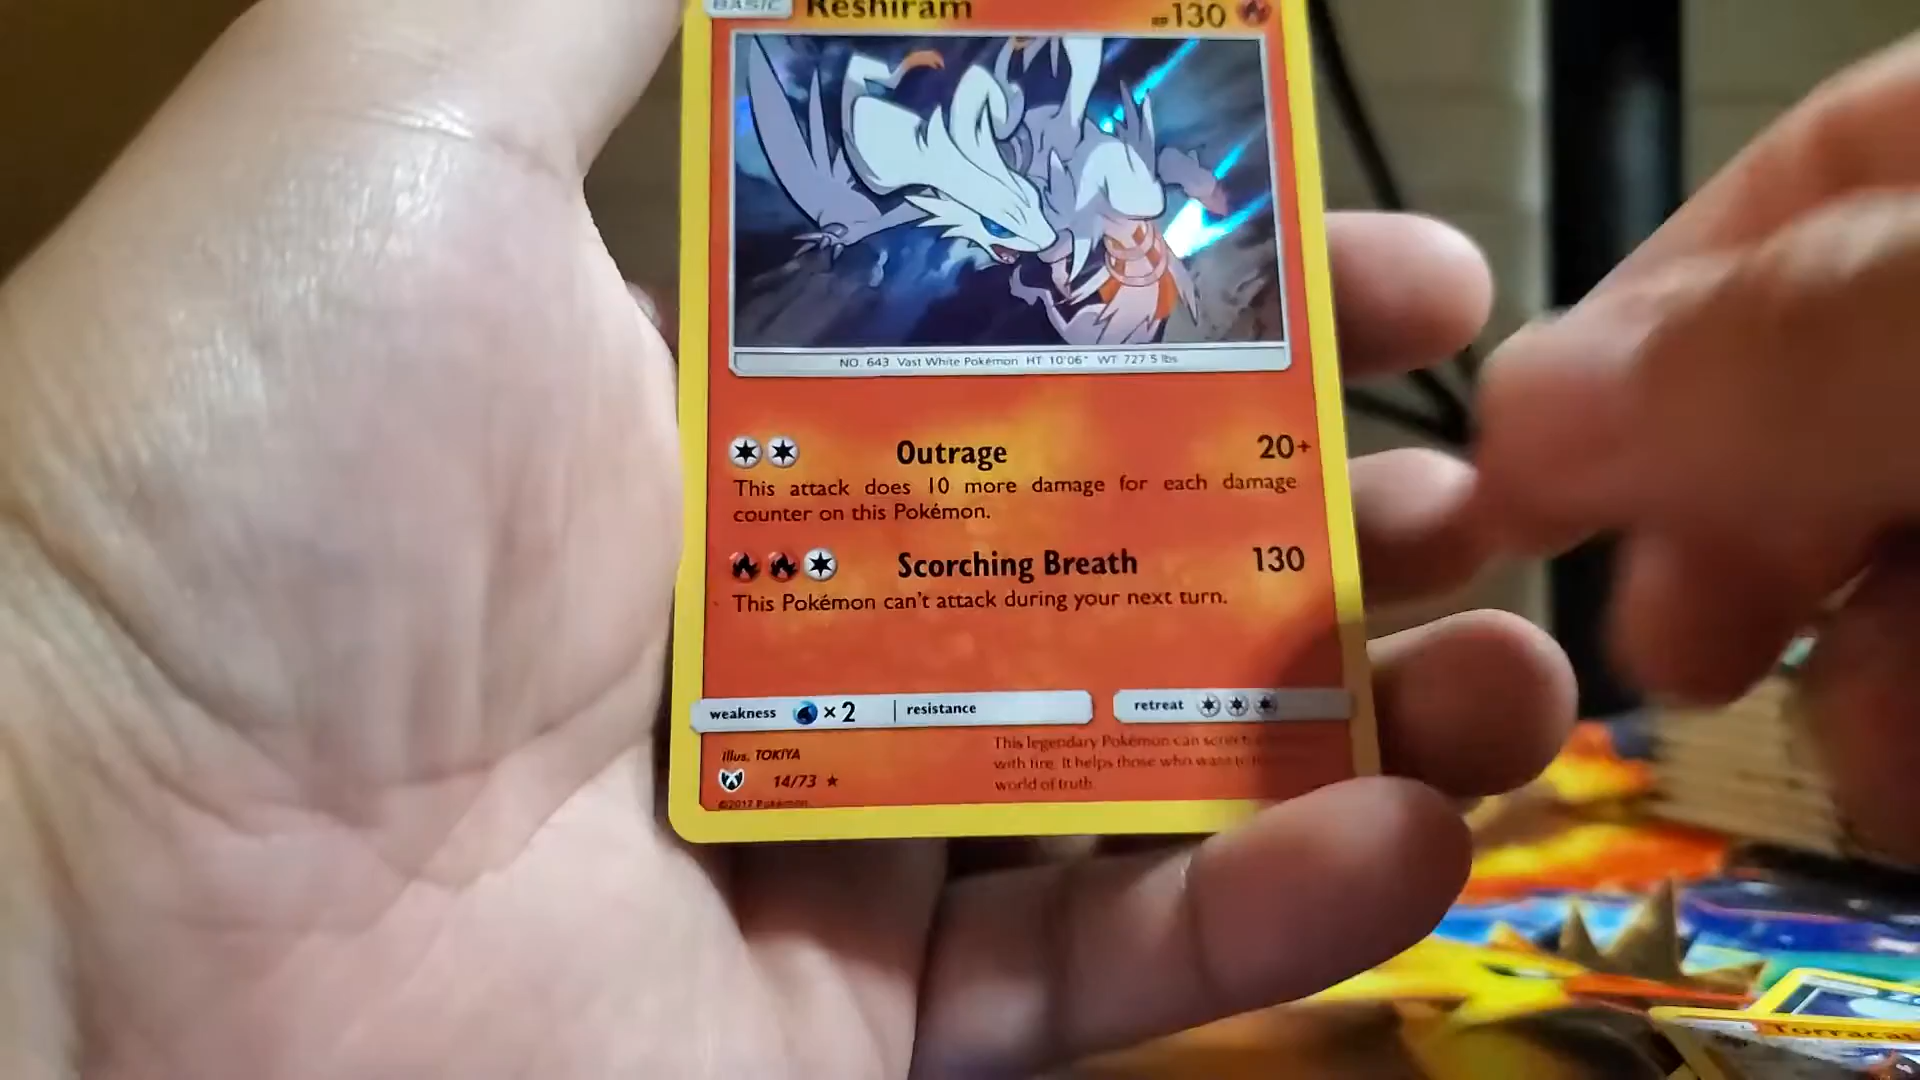 BASIC Reshiram HP 130
NO. 643 Vast White Pokémon HT 10'06" WT 727.5 lbs
Outrage 20+
This attack does 10 more damage for each damage
counter on this Pokémon.
Scorching Breath 130
This Pokémon can't attack during your next turn.
weakness ×2 resistance retreat
Illus. TOKIYA
14/73
©2017 Pokémon
This legendary Pokémon can
with fire. It helps those who want to
world of truth.
Torracat